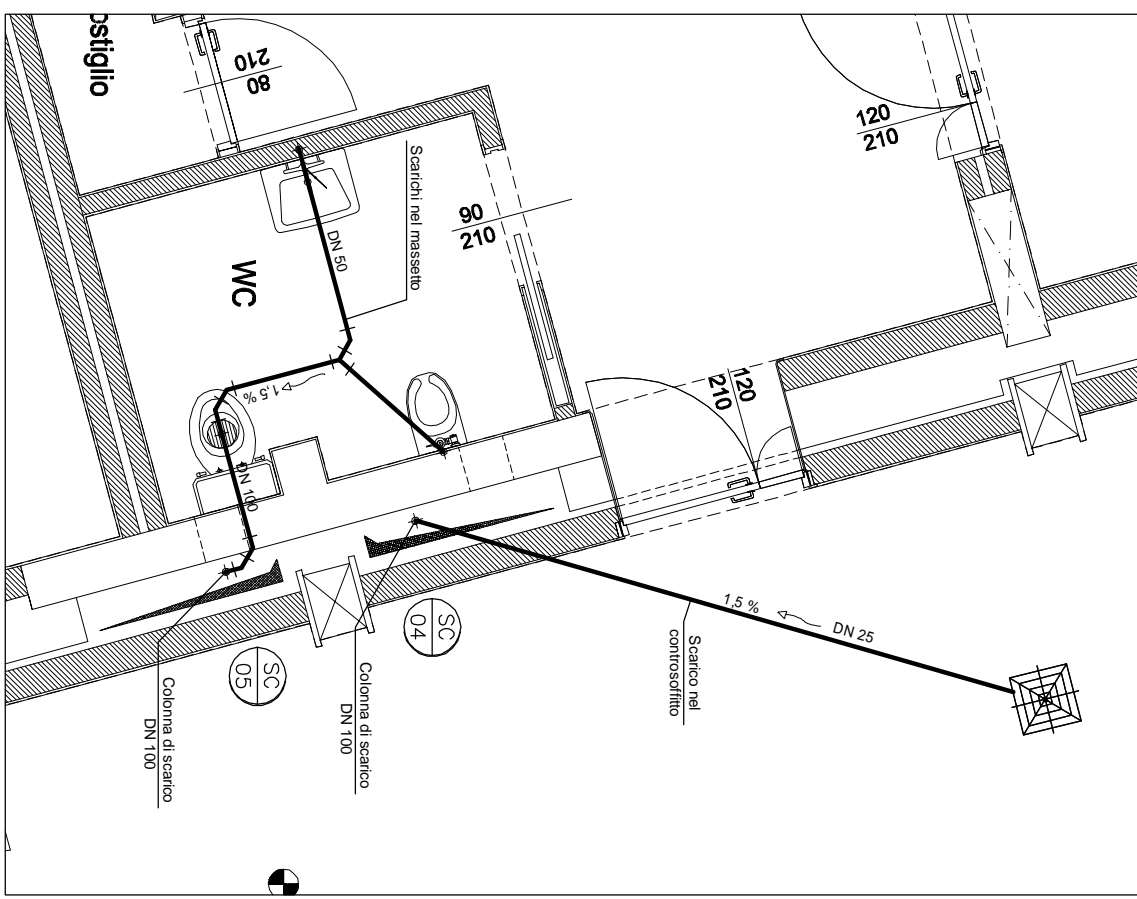 ostiglio
80
210
Scarichi nel massetto
90
210
120
210
DN 50
WC
120
210
1,5 %
DN 100
SC
04
SC
05
1,5 %
DN 25
Scarico nel
controsoffitto
Colonna di scarico
DN 100
Colonna di scarico
DN 100